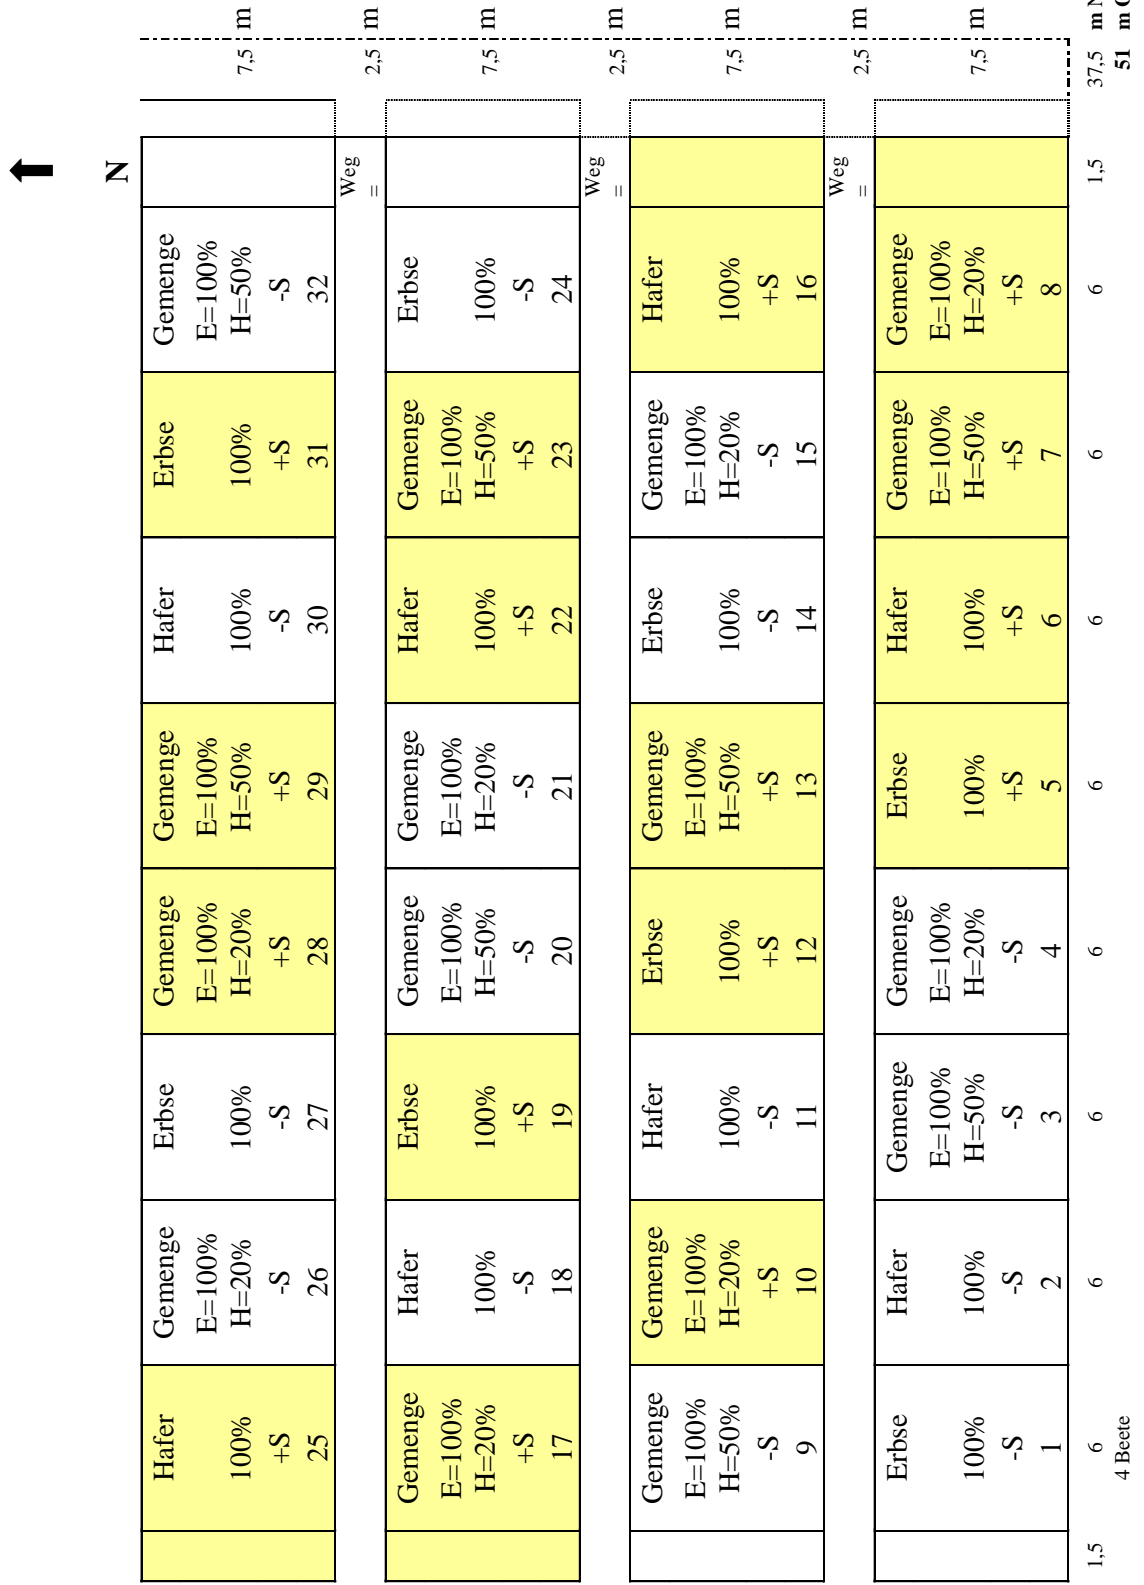 N
Hafer Gemenge Erbse Gemenge Gemenge Hafer Erbse Gemenge
E=100% E=100% E=100% E=100%
100% H=20% 100% H=20% H=50% 100% 100% H=50% 7,5 m
+S -S -S +S +S -S +S -S
25 26 27 28 29 30 31 32
Weg
= 2,5 m
Gemenge Hafer Erbse Gemenge Gemenge Hafer Gemenge Erbse
E=100% E=100% E=100% E=100%
H=20% 100% 100% H=50% H=20% 100% H=50% 100% 7,5 m
+S -S +S -S -S +S +S -S
17 18 19 20 21 22 23 24
Weg
= 2,5 m
Gemenge Gemenge Hafer Erbse Gemenge Erbse Gemenge Hafer
E=100% E=100% E=100% E=100%
H=50% H=20% 100% 100% H=50% 100% H=20% 100% 7,5 m
-S +S -S +S +S -S -S +S
9 10 11 12 13 14 15 16
Weg
= 2,5 m
Erbse Hafer Gemenge Gemenge Erbse Hafer Gemenge Gemenge
E=100% E=100% E=100% E=100%
100% 100% H=50% H=20% 100% 100% H=50% H=20% 7,5 m
-S -S -S -S +S +S +S +S
1 2 3 4 5 6 7 8
1,5 6 6 6 6 6 6 6 6 1,5 37,5 m
4 Beete 51 m